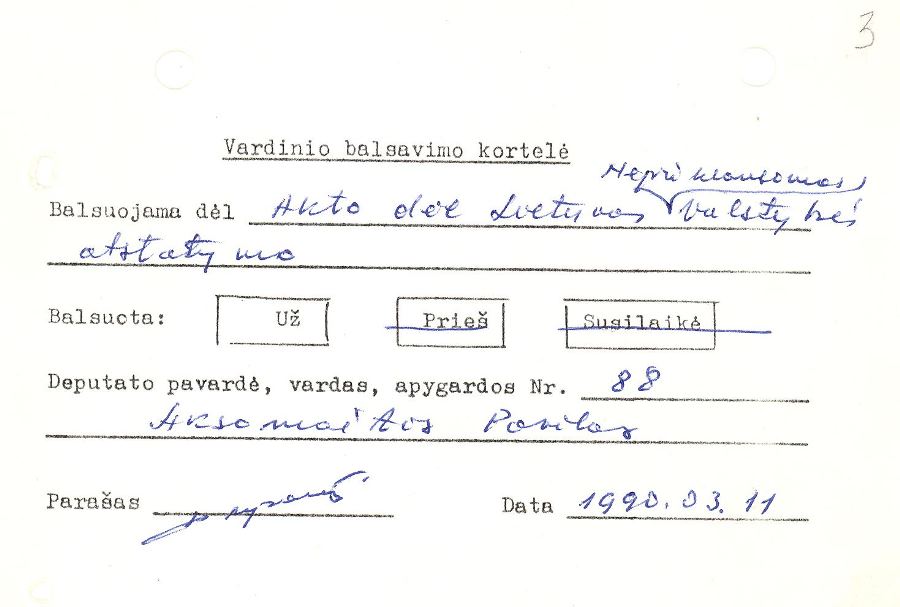 3
Vardinio balsavimo kortelė
Nepriklausomos
Balsuojama dėl Akto dėl Lietuvos Valstybės
atstatymo
Balsuota: Už Prieš Susilaikė
Deputato pavardė, vardas, apygardos Nr. 88
Aksomaitis Povilas
Parašas
Data 1990.03.11